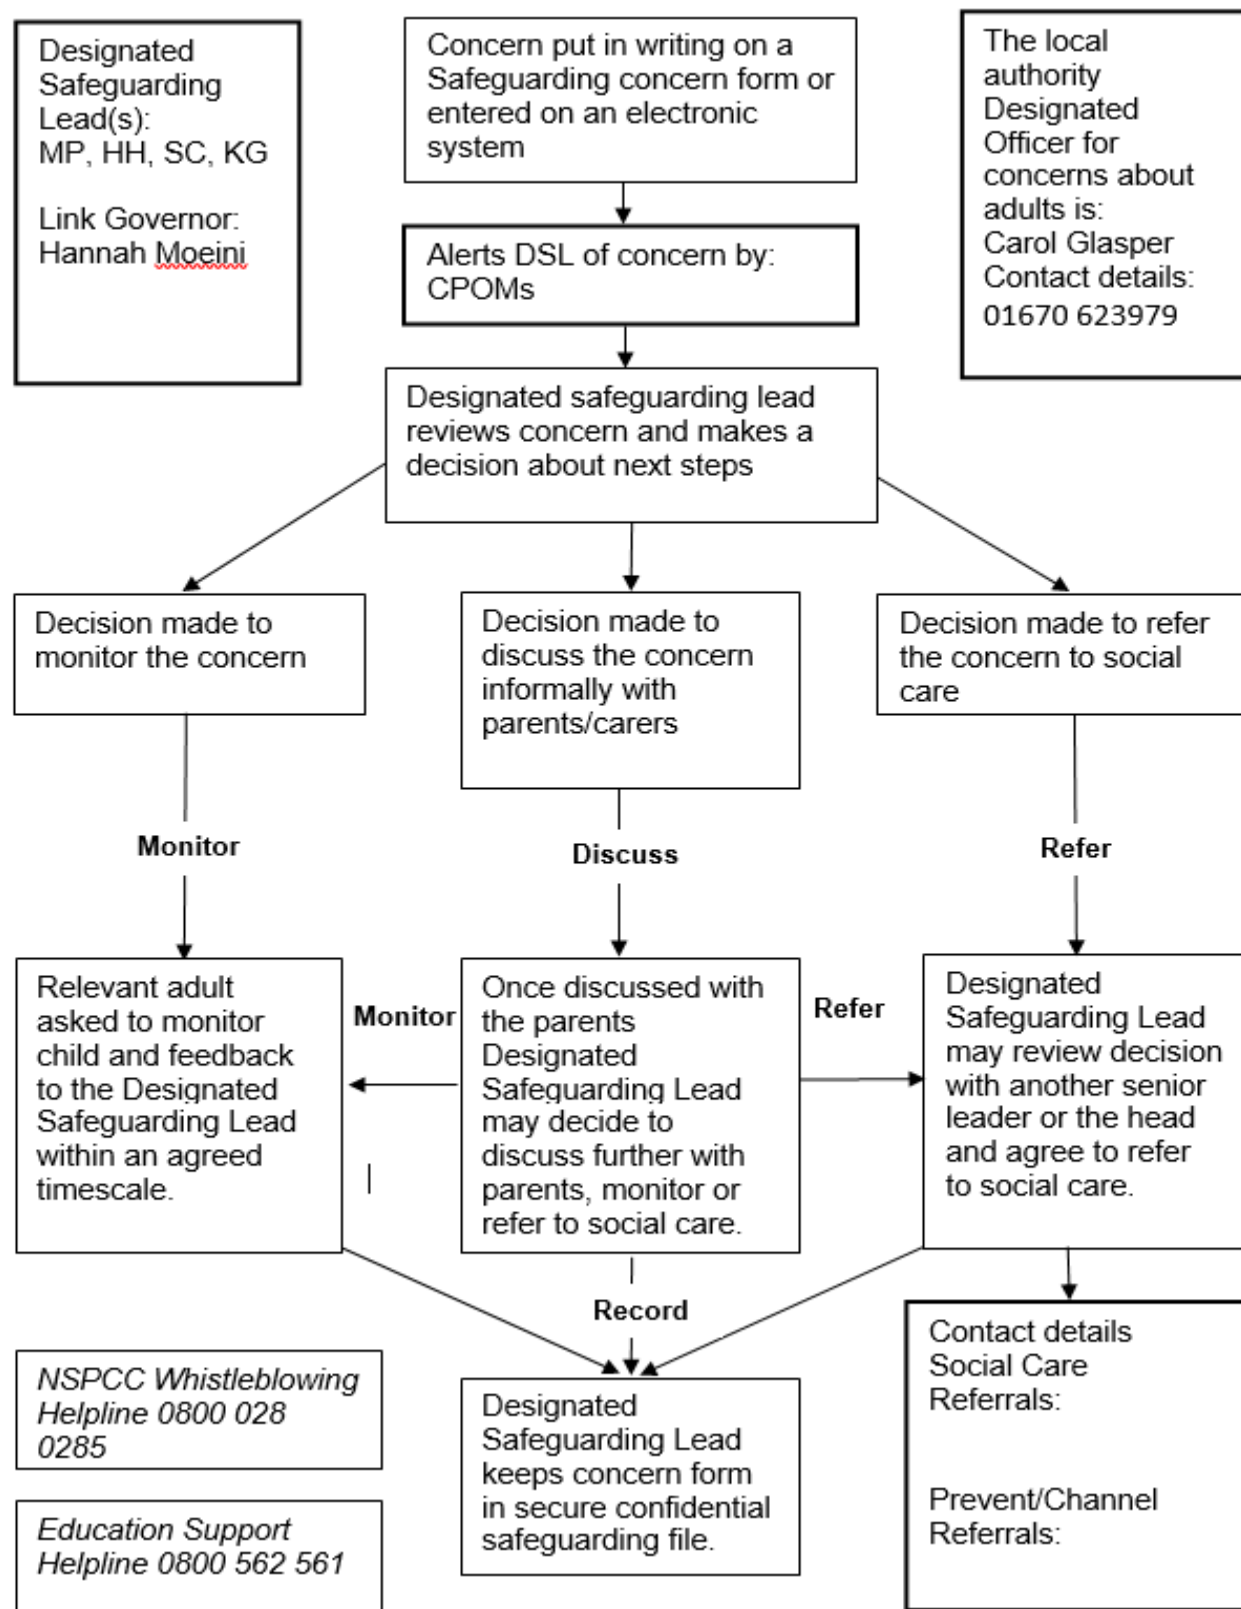 Designated
Safeguarding
Lead(s):
MP, HH, SC, KG
Link Governor:
Hannah Moeini
Concern put in writing on a
Safeguarding concern form or
entered on an electronic
system
The local
authority
Designated
Officer for
concerns about
adults is:
Carol Glasper
Contact details:
01670 623979
Alerts DSL of concern by:
CPOMs
Designated safeguarding lead
reviews concern and makes a
decision about next steps
Decision made to
monitor the concern
Decision made to
discuss the concern
informally with
parents/carers
Decision made to refer
the concern to social
care
Monitor
Discuss
Refer
Relevant adult
asked to monitor
child and feedback
to the Designated
Safeguarding Lead
within an agreed
timescale.
Monitor
Once discussed with
the parents
Designated
Safeguarding Lead
may decide to
discuss further with
parents, monitor or
refer to social care.
Refer
Designated
Safeguarding Lead
may review decision
with another senior
leader or the head
and agree to refer
to social care.
Record
NSPCC Whistleblowing
Helpline 0800 028
0285
Education Support
Helpline 0800 562 561
Designated
Safeguarding Lead
keeps concern form
in secure confidential
safeguarding file.
Contact details
Social Care
Referrals:
Prevent/Channel
Referrals: